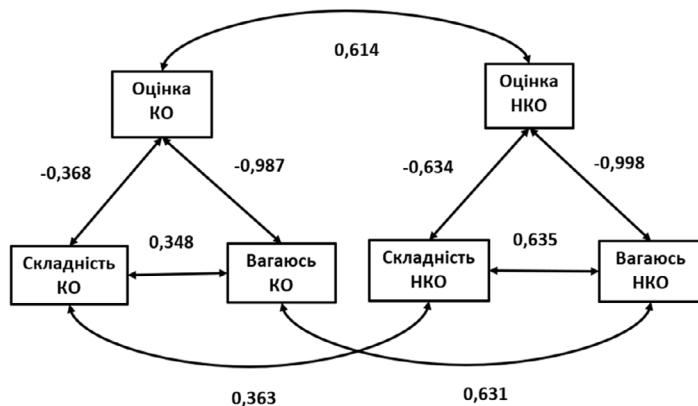 0,614
Оцінка
КО
Оцінка
НКО
-0,368
-0,987
-0,634
-0,998
0,348
0,635
Складність
КО
Вагаюсь
КО
Складність
НКО
Вагаюсь
НКО
0,363
0,631